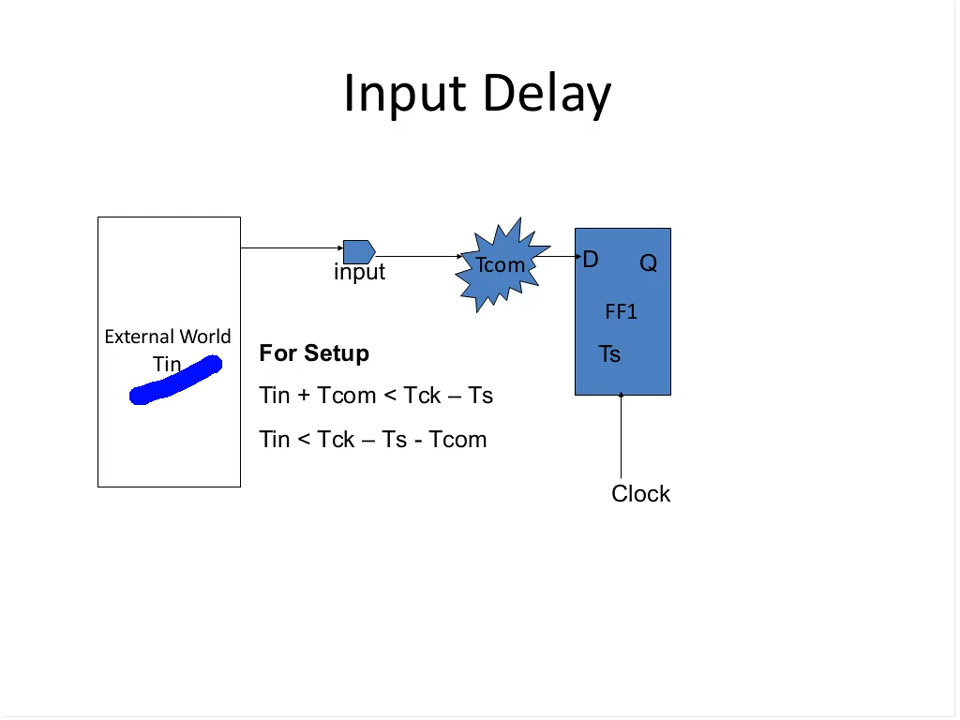 Input Delay
input
Tcom
D
Q
FF1
Ts
External World
Tin
For Setup
Tin + Tcom < Tck – Ts
Tin < Tck – Ts - Tcom
Clock